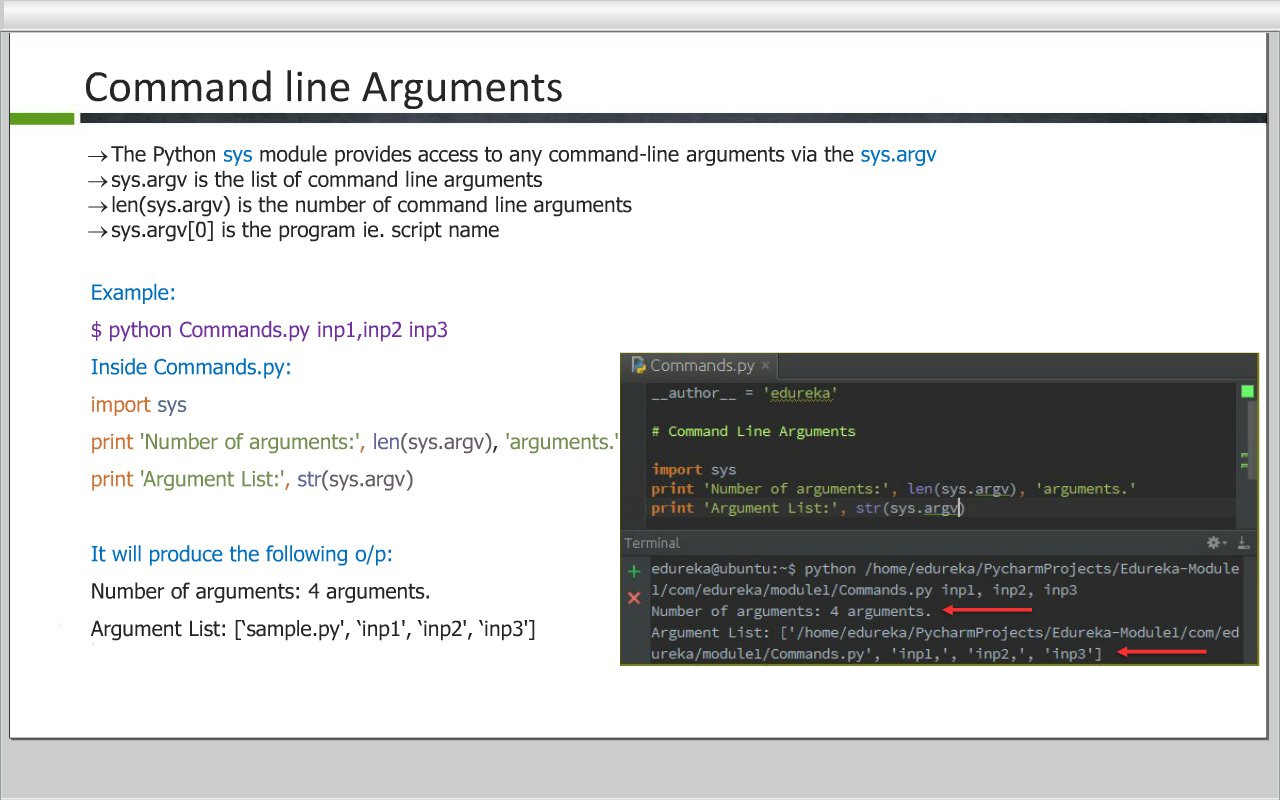 Command line Arguments
→The Python sys module provides access to any command-line arguments via the sys.argv
→sys.argv is the list of command line arguments
→len(sys.argv) is the number of command line arguments
→sys.argv[0] is the program ie. script name
Example:
$ python Commands.py inp1,inp2 inp3
Inside Commands.py:
import sys
print 'Number of arguments:', len(sys.argv), 'arguments.'
print 'Argument List:', str(sys.argv)
It will produce the following o/p:
Number of arguments: 4 arguments.
Argument List: [‘sample.py', ‘inp1', ‘inp2', ‘inp3']
Commands.py ×
__author__ = 'edureka'
# Command Line Arguments
import sys
print 'Number of arguments:', len(sys.argv), 'arguments.'
print 'Argument List:', str(sys.argv)
Terminal
edureka@ubuntu:~$ python /home/edureka/PycharmProjects/Edureka-Module
1/com/edureka/module1/Commands.py inp1, inp2, inp3
Number of arguments: 4 arguments.
Argument List: ['/home/edureka/PycharmProjects/Edureka-Module1/com/ed
ureka/module1/Commands.py', 'inp1,', 'inp2,', 'inp3']